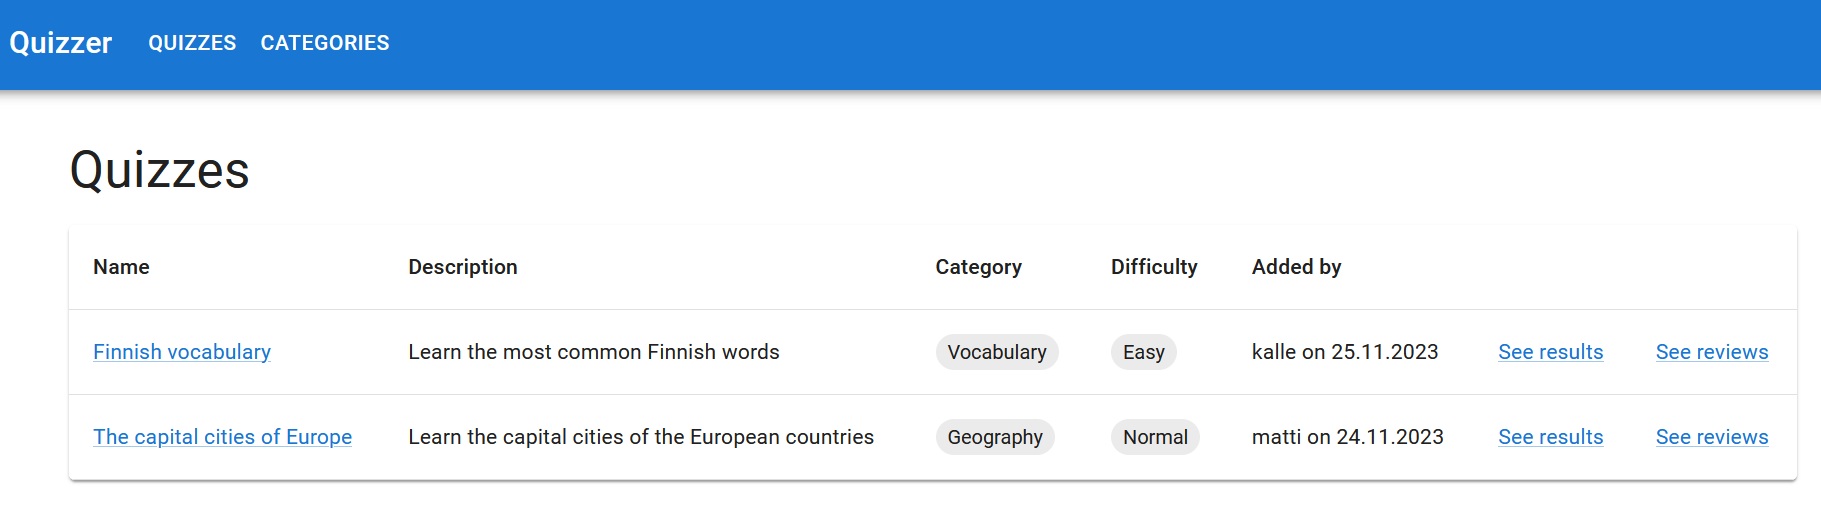 Quizzer QUIZZES CATEGORIES
Quizzes
Name Description Category Difficulty Added by
Finnish vocabulary Learn the most common Finnish words Vocabulary Easy kalle on 25.11.2023 See results See reviews
The capital cities of Europe Learn the capital cities of the European countries Geography Normal matti on 24.11.2023 See results See reviews